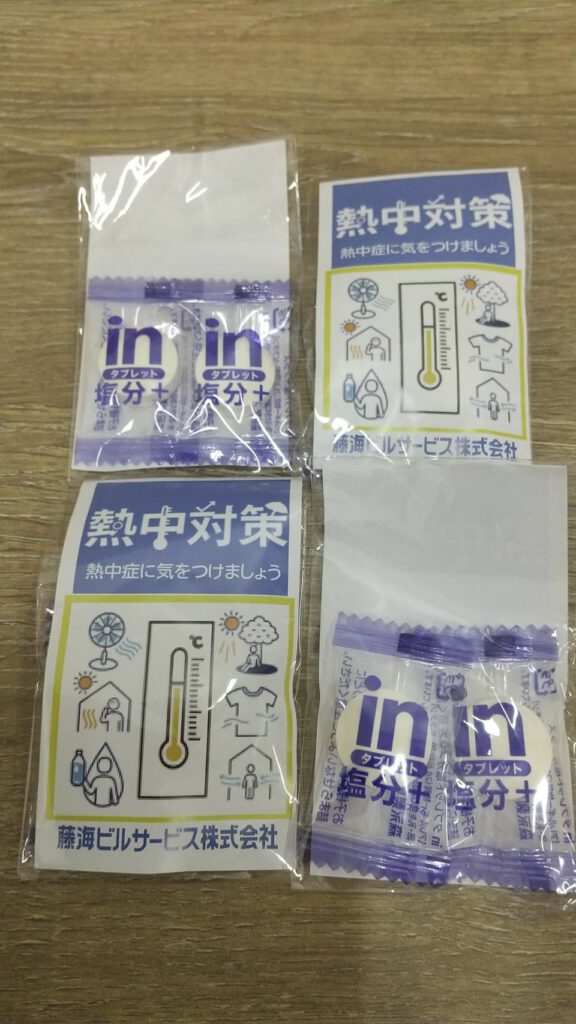 in
タブレット
塩分+
in
タブレット
塩分+
熱中対策
熱中症に気をつけましょう
℃
藤海ビルサービス株式会社
熱中対策
熱中症に気をつけましょう
℃
藤海ビルサービス株式会社
in
タブレット
塩分+
in
タブレット
塩分+